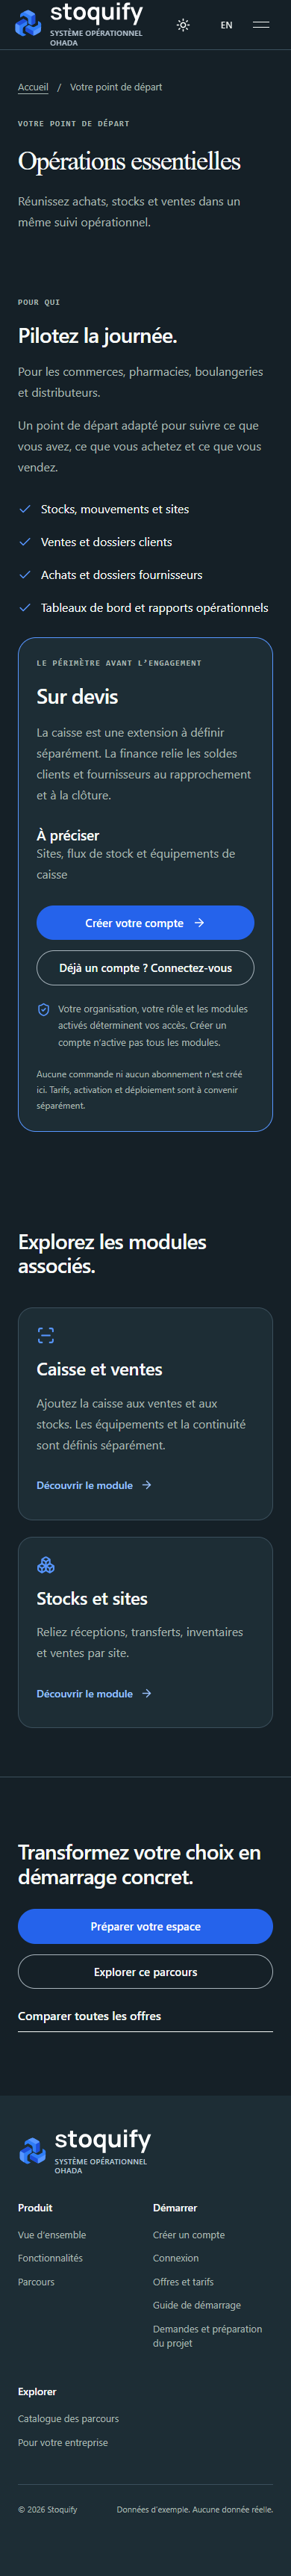 stoquify
SYSTÈME OPÉRATIONNEL
OHADA
EN
Accueil / Votre point de départ
VOTRE POINT DE DÉPART
Opérations essentielles
Réunissez achats, stocks et ventes dans un
même suivi opérationnel.
POUR QUI
Pilotez la journée.
Pour les commerces, pharmacies, boulangeries
et distributeurs.
Un point de départ adapté pour suivre ce que
vous avez, ce que vous achetez et ce que vous
vendez.
Stocks, mouvements et sites
Ventes et dossiers clients
Achats et dossiers fournisseurs
Tableaux de bord et rapports opérationnels
LE PÉRIMÈTRE AVANT L’ENGAGEMENT
Sur devis
La caisse est une extension à définir
séparément. La finance relie les soldes
clients et fournisseurs au rapprochement
et à la clôture.
À préciser
Sites, flux de stock et équipements de
caisse
Créer votre compte
Déjà un compte ? Connectez-vous
Votre organisation, votre rôle et les modules
activés déterminent vos accès. Créer un
compte n'active pas tous les modules.
Aucune commande ni aucun abonnement n’est créé
ici. Tarifs, activation et déploiement sont à convenir
séparément.
Explorez les modules
associés.
Caisse et ventes
Ajoutez la caisse aux ventes et aux
stocks. Les équipements et la continuité
sont définis séparément.
Découvrir le module
Stocks et sites
Reliez réceptions, transferts, inventaires
et ventes par site.
Découvrir le module
Transformez votre choix en
démarrage concret.
Préparer votre espace
Explorer ce parcours
Comparer toutes les offres
stoquify
SYSTÈME OPÉRATIONNEL
OHADA
Produit
Vue d’ensemble
Fonctionnalités
Parcours
Démarrer
Créer un compte
Connexion
Offres et tarifs
Guide de démarrage
Demandes et préparation
du projet
Explorer
Catalogue des parcours
Pour votre entreprise
© 2026 Stoquify
Données d’exemple. Aucune donnée réelle.